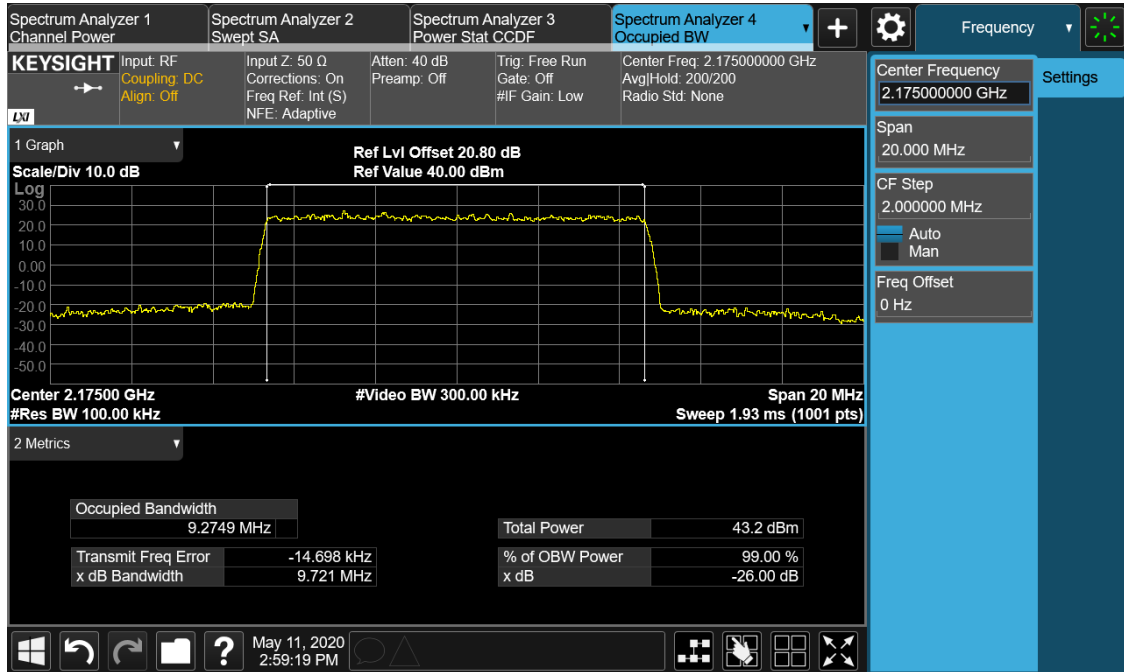 Spectrum Analyzer 1
Channel Power
Spectrum Analyzer 2
Swept SA
Spectrum Analyzer 3
Power Stat CCDF
Spectrum Analyzer 4
Occupied BW
Frequency
KEYSIGHT
LXI
Input: RF
Coupling: DC
Align: Off
Input Z: 50 Ω
Corrections: On
Freq Ref: Int (S)
NFE: Adaptive
Atten: 40 dB
Preamp: Off
Trig: Free Run
Gate: Off
#IF Gain: Low
Center Freq: 2.175000000 GHz
Avg|Hold: 200/200
Radio Std: None
Center Frequency
2.175000000 GHz
Settings
Span
20.000 MHz
CF Step
2.000000 MHz
Auto
Man
Freq Offset
0 Hz
1 Graph
Scale/Div 10.0 dB
Ref Lvl Offset 20.80 dB
Ref Value 40.00 dBm
Log
30.0
20.0
10.0
0.00
-10.0
-20.0
-30.0
-40.0
-50.0
Center 2.17500 GHz
#Video BW 300.00 kHz
Span 20 MHz
#Res BW 100.00 kHz
Sweep 1.93 ms (1001 pts)
2 Metrics
Occupied Bandwidth
9.2749 MHz
Total Power 43.2 dBm
Transmit Freq Error -14.698 kHz
% of OBW Power 99.00 %
x dB Bandwidth 9.721 MHz
x dB -26.00 dB
?
May 11, 2020
2:59:19 PM